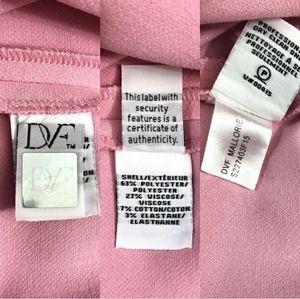 DVF
TM
DVF
This label with
security
features is a
certificate of
authenticity.
SHELL/EXTÉRIEUR
63% POLYESTER/
POLYESTER
27% VISCOSE/
VISCOSE
7% COTTON/COTON
3% ELASTANE/
ELASTHANNE
PROFESSIONAL
DRY CLEAN ONLY
NETTOYAGE À SEC
PROFESSIONNEL
SEULEMENT
P
DVF MALLORIE
S227403F15